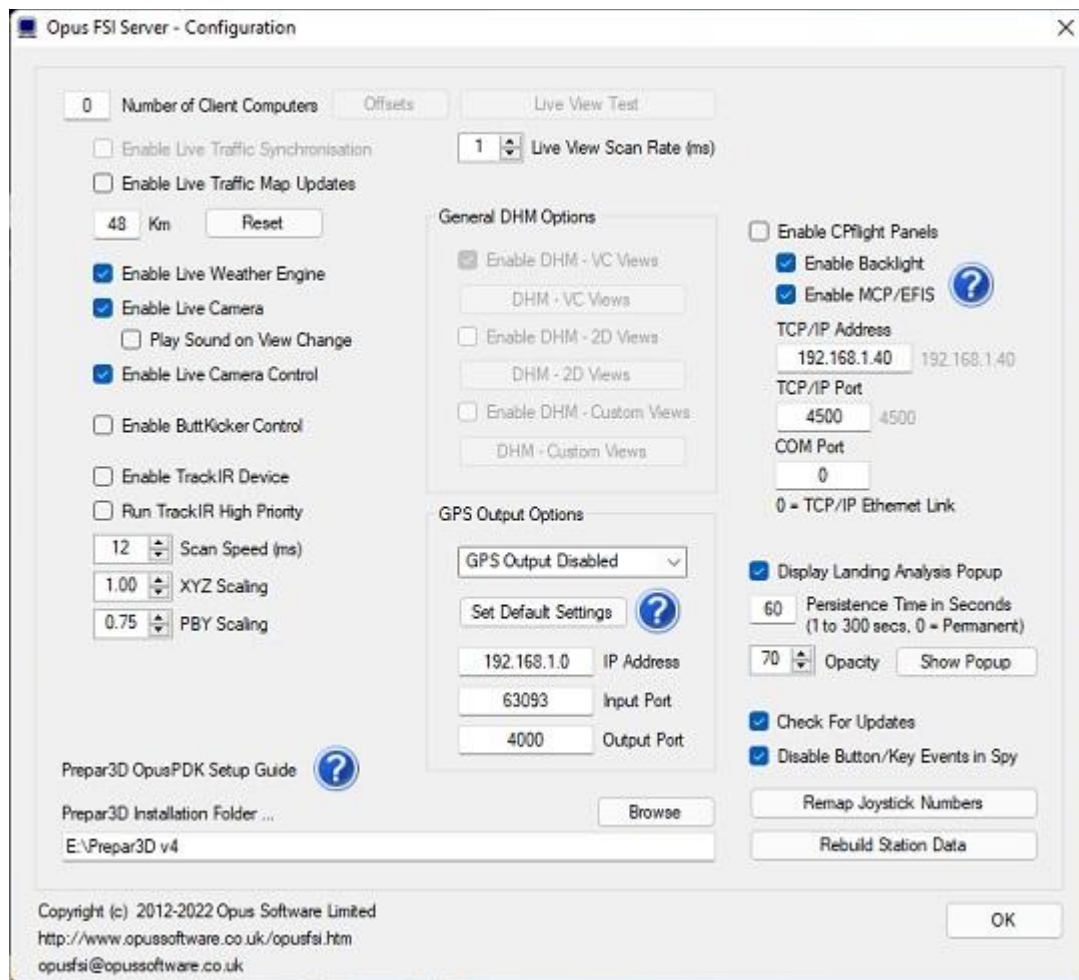 Opus FSI Server - Configuration
0 Number of Client Computers Offsets Live View Test
Enable Live Traffic Synchronisation
1 Live View Scan Rate (ms)
Enable Live Traffic Map Updates
48 Km Reset
Enable Live Weather Engine
Enable Live Camera
Play Sound on View Change
Enable Live Camera Control
Enable ButtKicker Control
Enable TrackIR Device
Run TrackIR High Priority
12 Scan Speed (ms)
1.00 XYZ Scaling
0.75 PBY Scaling
General DHM Options
Enable DHM - VC Views
DHM - VC Views
Enable DHM - 2D Views
DHM - 2D Views
Enable DHM - Custom Views
DHM - Custom Views
GPS Output Options
GPS Output Disabled
Set Default Settings ?
192.168.1.0 IP Address
63093 Input Port
4000 Output Port
Enable CPflight Panels
Enable Backlight
Enable MCP/EFIS ?
TCP/IP Address
192.168.1.40 192.168.1.40
TCP/IP Port
4500 4500
COM Port
0
0 = TCP/IP Ethernet Link
Display Landing Analysis Popup
60 Persistence Time in Seconds
(1 to 300 secs, 0 = Permanent)
70 Opacity Show Popup
Check For Updates
Disable Button/Key Events in Spy
Remap Joystick Numbers
Rebuild Station Data
Prepar3D OpusPDK Setup Guide ?
Prepar3D Installation Folder ... Browse
E:\Prepar3D v4
Copyright (c) 2012-2022 Opus Software Limited
http://www.opussoftware.co.uk/opusfsi.htm
opusfsi@opussoftware.co.uk
OK